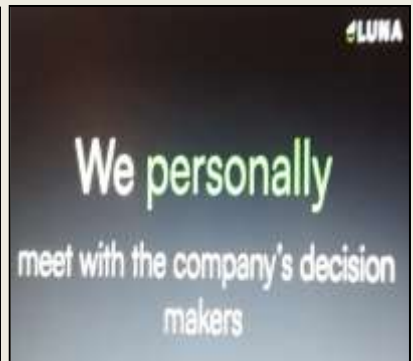 LUNA
We personally
meet with the company's decision
makers